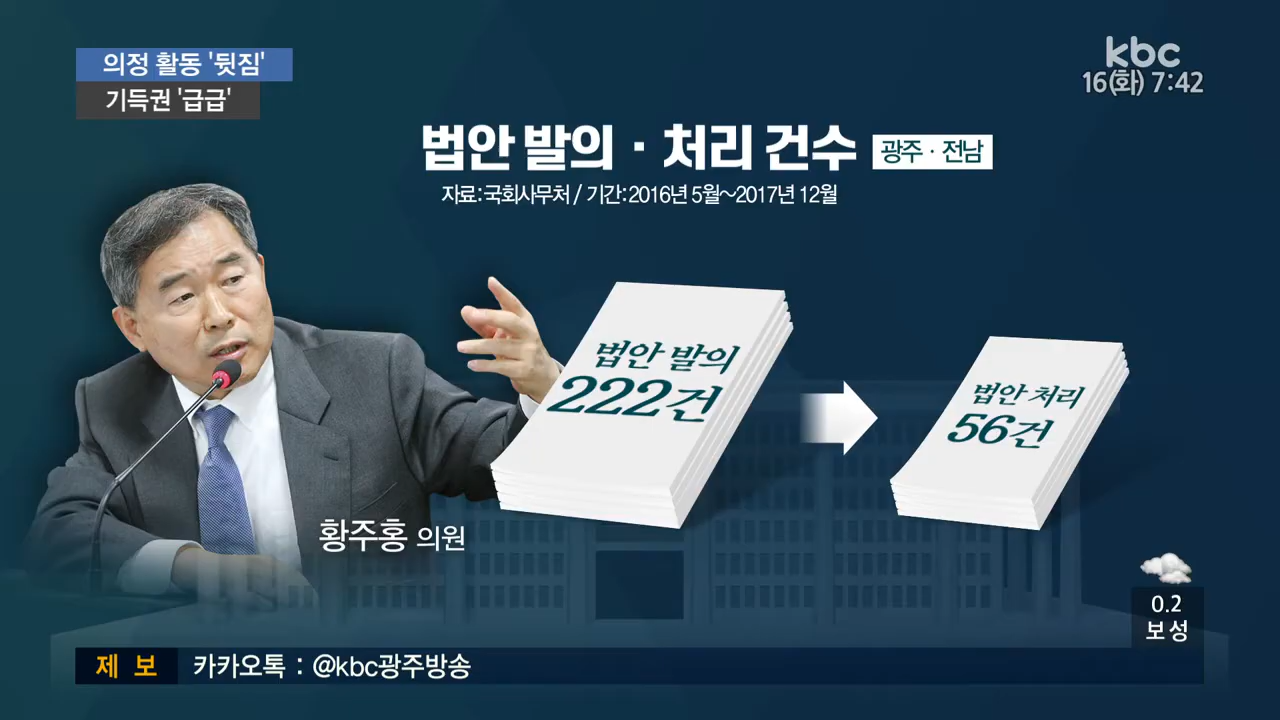 의정 활동 '뒷짐'
기득권 '급급'
kbc
16(화) 7:42
법안 발의 · 처리 건수 광주 · 전남
자료:국회사무처 / 기간:2016년 5월~2017년 12월
법안 발의
222건
법안 처리
56건
황주홍 의원
0.2
보성
제 보 카카오톡 : @kbc광주방송